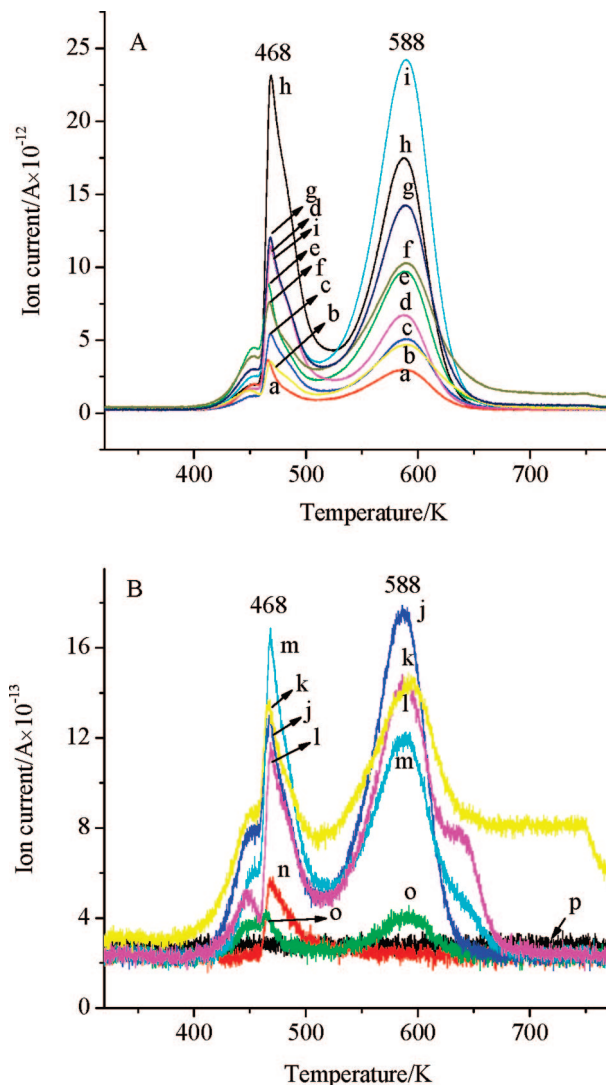 A
468
588
25
20
15
10
5
0
h
i
g
d
i
e
f
c
b
a
h
g
f
e
d
c
b
a
Ion current/A×10⁻¹²
400
500
600
700
Temperature/K
B
468
588
16
12
8
4
0
m
k
j
l
n
o
j
k
l
m
o
p
Ion current/A×10⁻¹³
400
500
600
700
Temperature/K